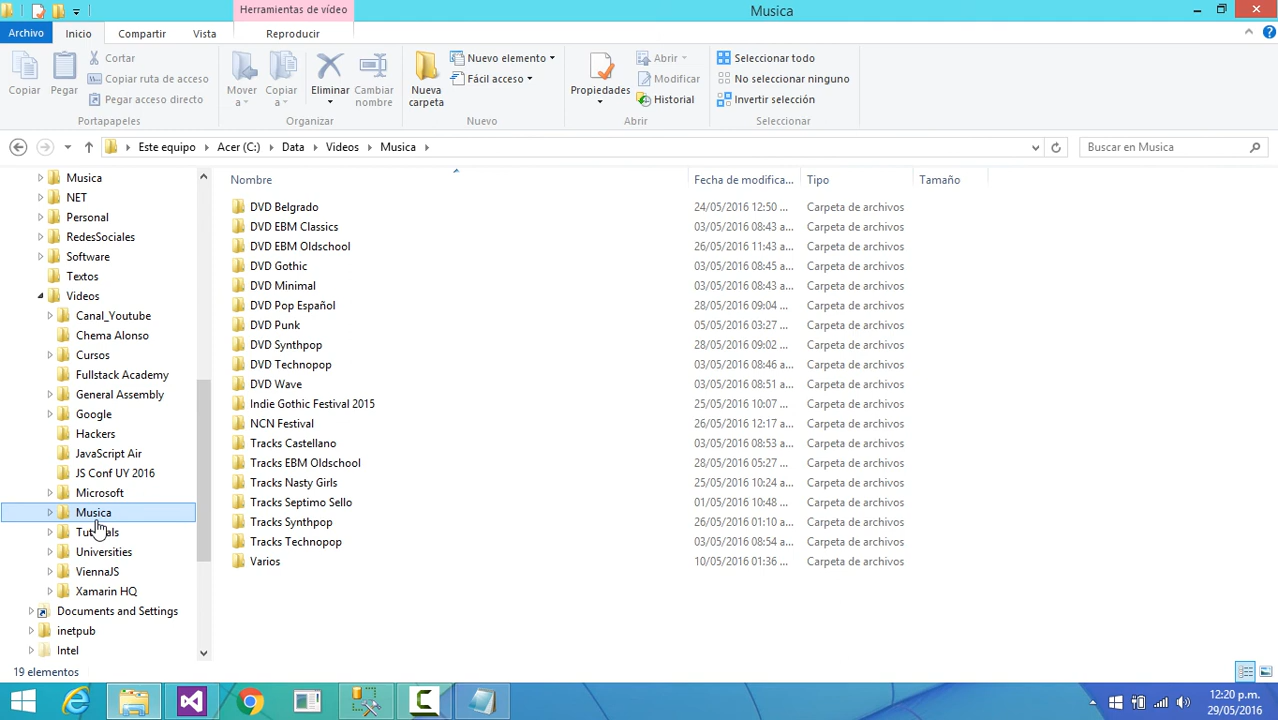 Herramientas de vídeo
Musica
Archivo
Inicio
Compartir
Vista
Reproducir
Copiar
Pegar
Cortar
Copiar ruta de acceso
Pegar acceso directo
Portapapeles
Mover a
Copiar a
Eliminar
Cambiar nombre
Organizar
Nueva carpeta
Nuevo elemento
Fácil acceso
Nuevo
Propiedades
Abrir
Modificar
Historial
Abrir
Seleccionar todo
No seleccionar ninguno
Invertir selección
Seleccionar
Este equipo
Acer (C:)
Data
Videos
Musica
Buscar en Musica
Musica
NET
Personal
RedesSociales
Software
Textos
Videos
Canal_Youtube
Chema Alonso
Cursos
Fullstack Academy
General Assembly
Google
Hackers
JavaScript Air
JS Conf UY 2016
Microsoft
Musica
Universities
ViennaJS
Xamarin HQ
Documents and Settings
inetpub
Intel
Nombre Fecha de modifica... Tipo Tamaño
DVD Belgrado 24/05/2016 12:50 ... Carpeta de archivos
DVD EBM Classics 03/05/2016 08:43 a... Carpeta de archivos
DVD EBM Oldschool 26/05/2016 11:43 a... Carpeta de archivos
DVD Gothic 03/05/2016 08:45 a... Carpeta de archivos
DVD Minimal 03/05/2016 08:43 a... Carpeta de archivos
DVD Pop Español 28/05/2016 09:04 ... Carpeta de archivos
DVD Punk 05/05/2016 03:27 ... Carpeta de archivos
DVD Synthpop 28/05/2016 09:02 ... Carpeta de archivos
DVD Technopop 03/05/2016 08:46 a... Carpeta de archivos
DVD Wave 03/05/2016 08:51 a... Carpeta de archivos
Indie Gothic Festival 2015 25/05/2016 10:07 ... Carpeta de archivos
NCN Festival 26/05/2016 12:17 a... Carpeta de archivos
Tracks Castellano 03/05/2016 08:53 a... Carpeta de archivos
Tracks EBM Oldschool 28/05/2016 05:27 ... Carpeta de archivos
Tracks Nasty Girls 25/05/2016 10:24 a... Carpeta de archivos
Tracks Septimo Sello 01/05/2016 10:48 ... Carpeta de archivos
Tracks Synthpop 26/05/2016 01:10 a... Carpeta de archivos
Tracks Technopop 03/05/2016 08:54 a... Carpeta de archivos
Varios 10/05/2016 01:36 ... Carpeta de archivos
19 elementos
12:20 p.m.
29/05/2016